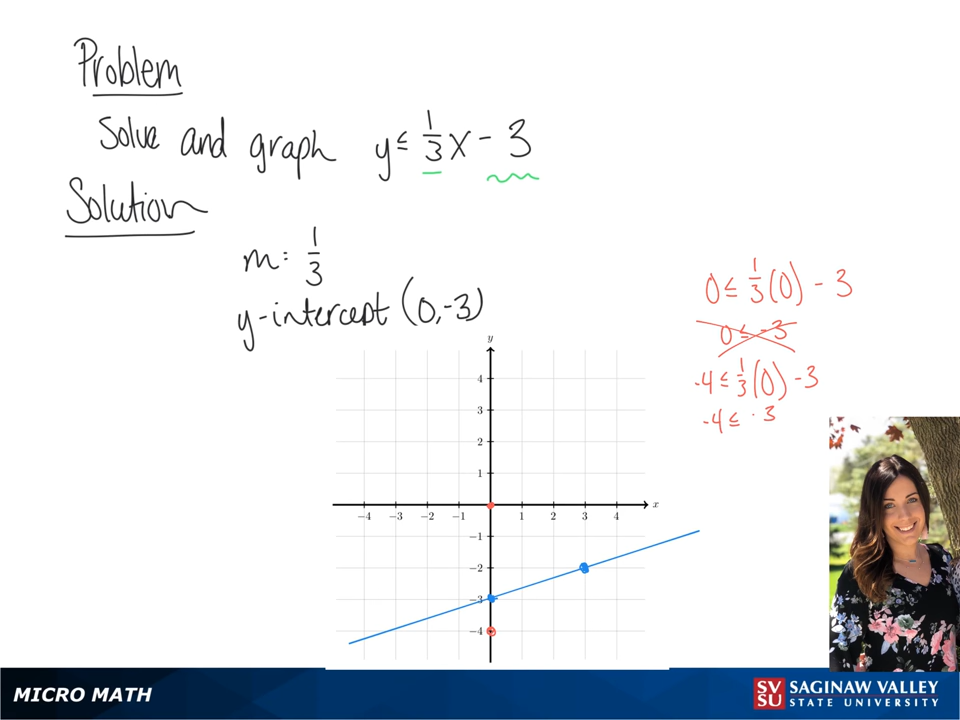 Problem
Solve and graph y ≤ 1/3 x - 3
Solution
m = 1/3
y-intercept (0,-3)
0 ≤ 1/3 (0) - 3
0 ≤ -3
-4 ≤ 1/3 (0) - 3
-4 ≤ -3
y
4
3
2
1
−4 −3 −2 −1 1 2 3 4 x
−1
−2
−3
−4
MICRO MATH
SV SU SAGINAW VALLEY
STATE UNIVERSITY